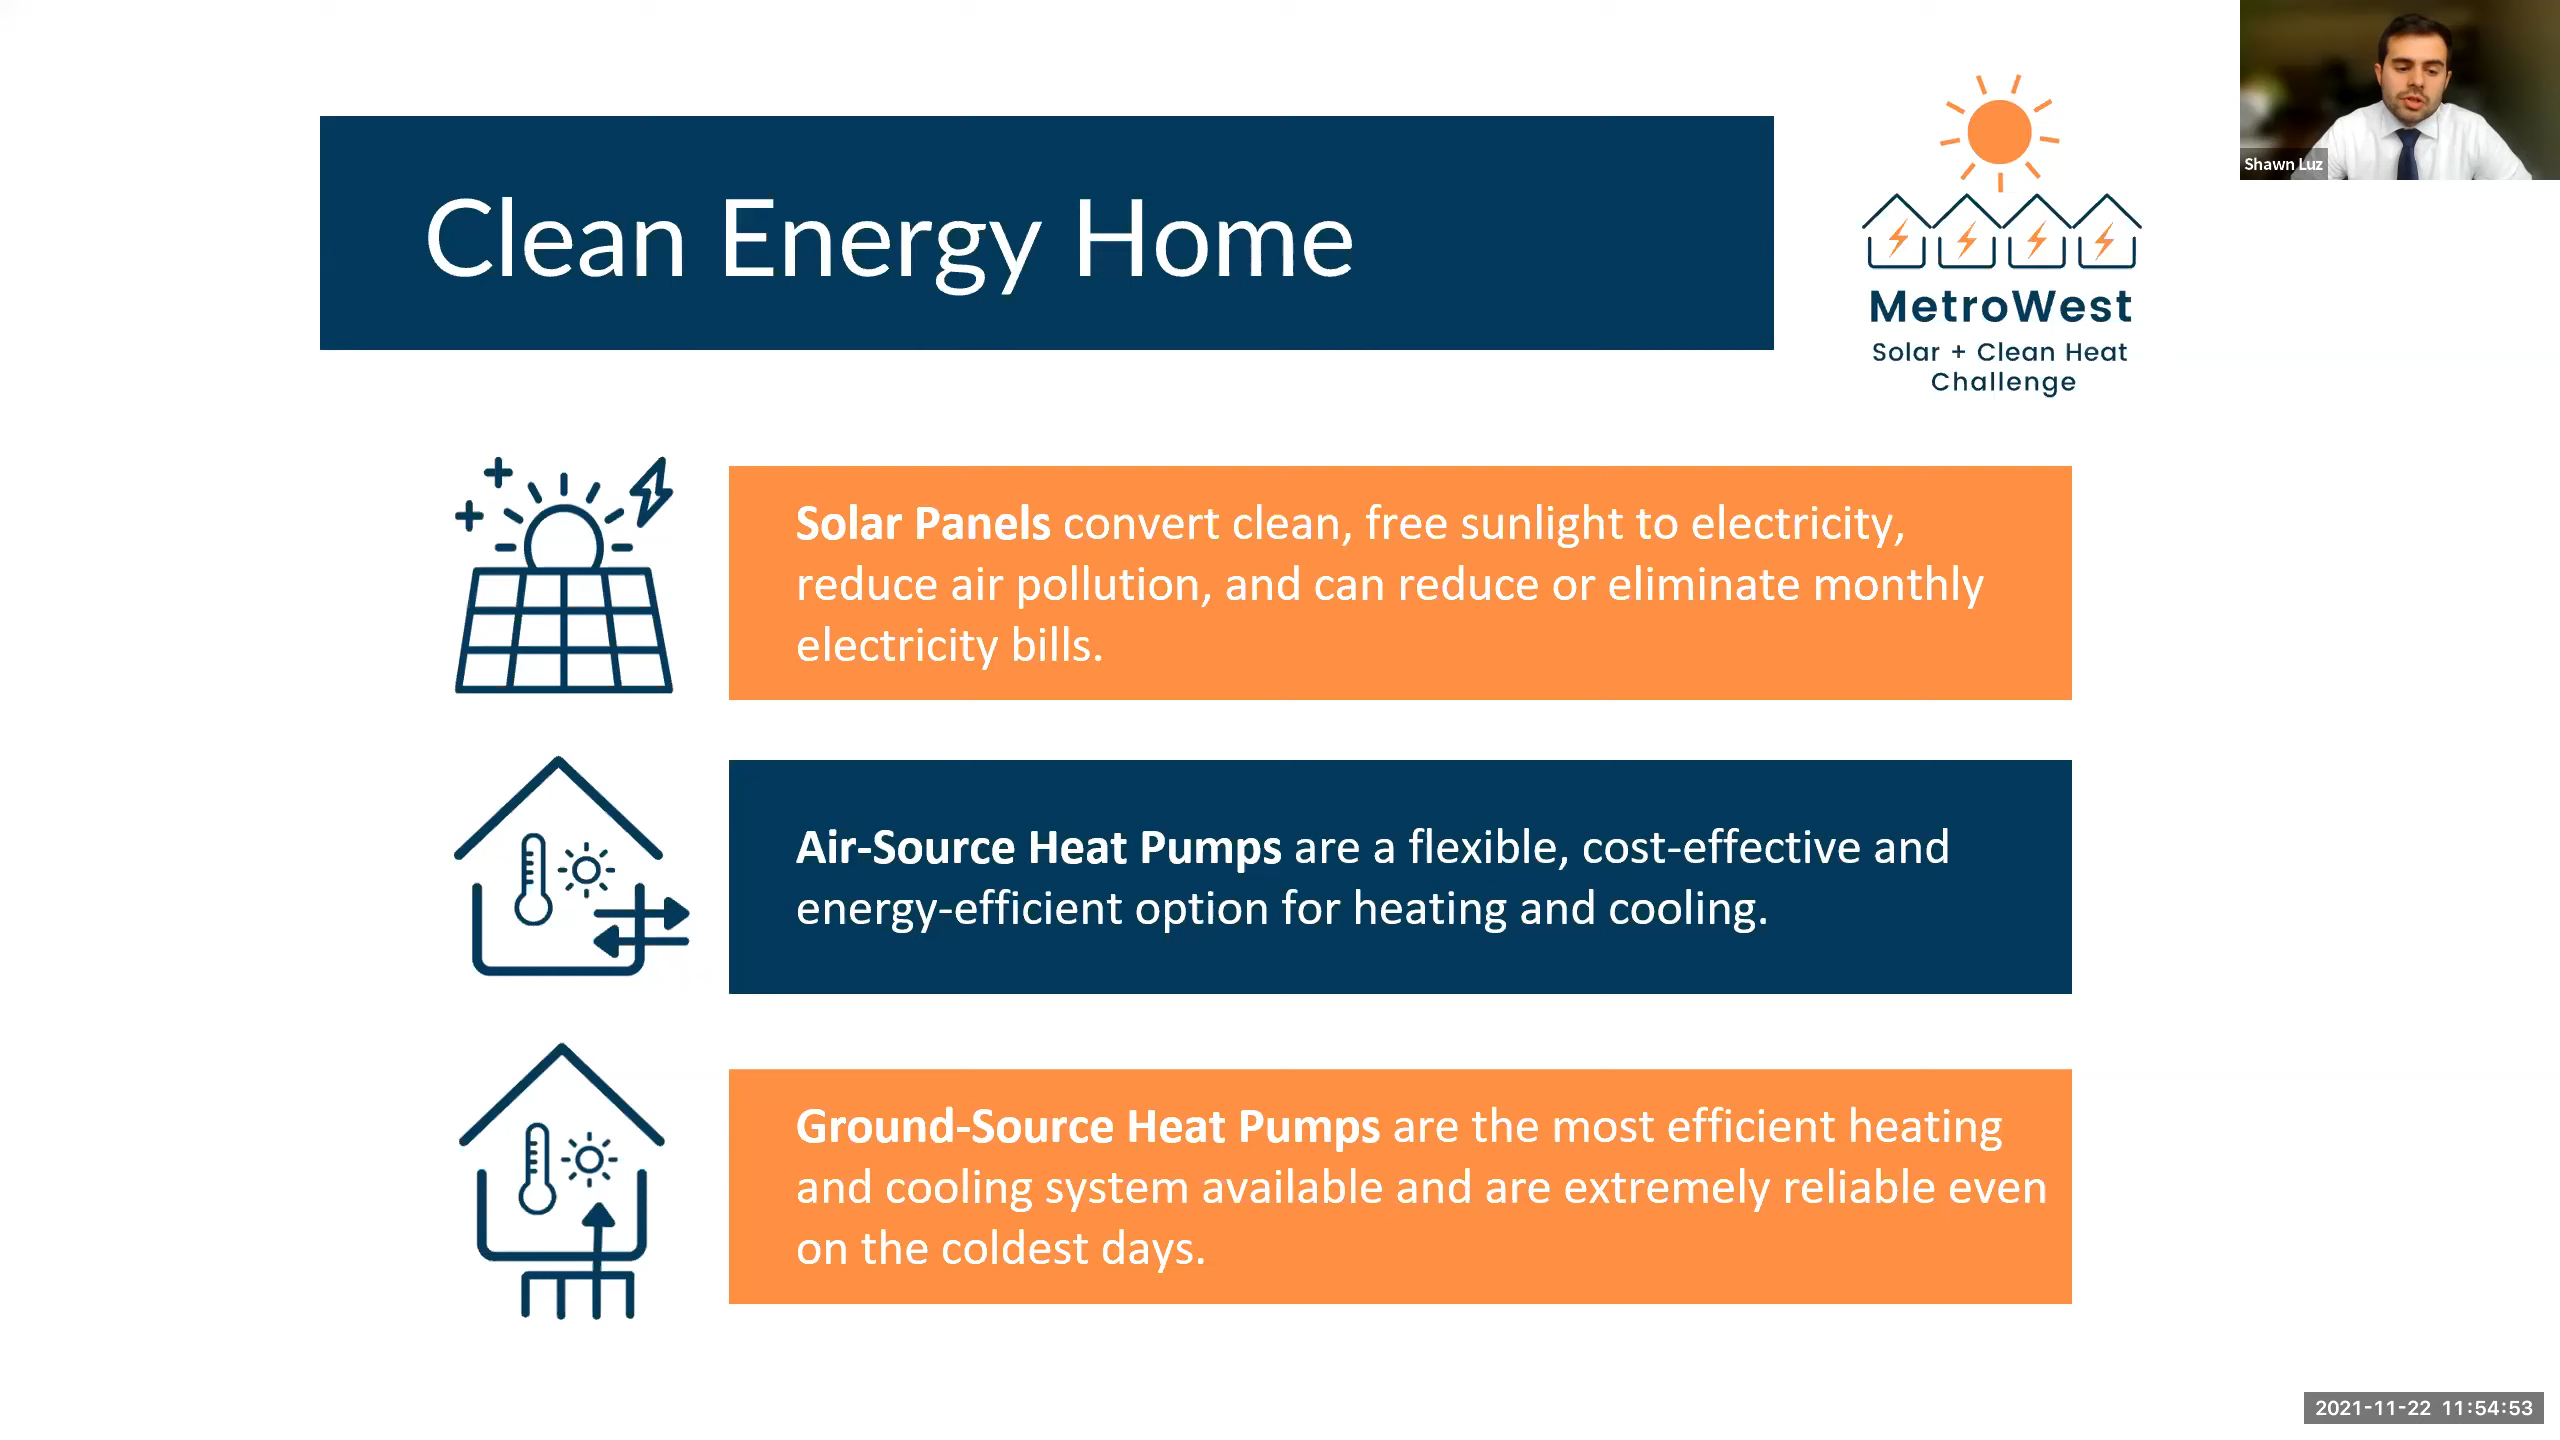 Clean Energy Home
MetroWest
Solar + Clean Heat
Challenge
Shawn Luz
Solar Panels convert clean, free sunlight to electricity,
reduce air pollution, and can reduce or eliminate monthly
electricity bills.
Air-Source Heat Pumps are a flexible, cost-effective and
energy-efficient option for heating and cooling.
Ground-Source Heat Pumps are the most efficient heating
and cooling system available and are extremely reliable even
on the coldest days.
2021-11-22 11:54:53